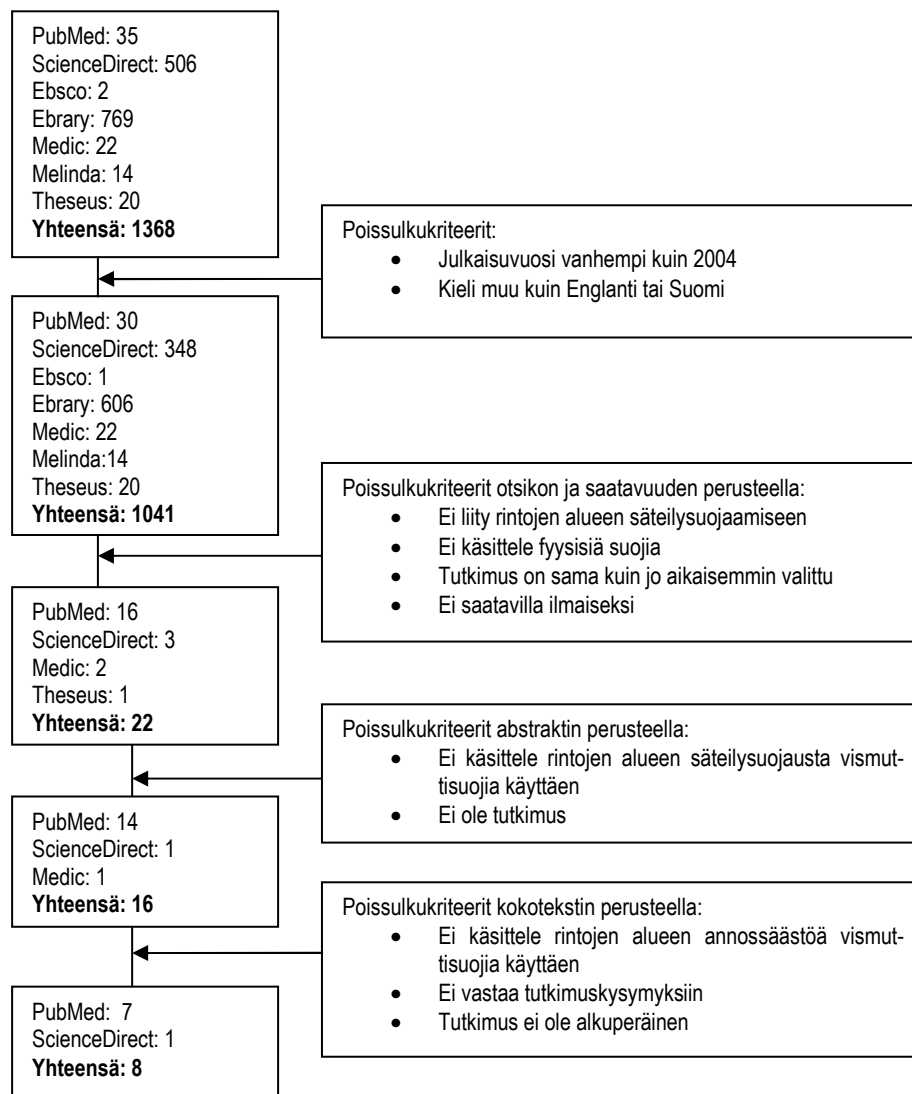 PubMed: 35
ScienceDirect: 506
Ebsco: 2
Ebrary: 769
Medic: 22
Melinda: 14
Theseus: 20
Yhteensä: 1368
Poissulkukriteerit:
• Julkaisuvuosi vanhempi kuin 2004
• Kieli muu kuin Englanti tai Suomi
PubMed: 30
ScienceDirect: 348
Ebsco: 1
Ebrary: 606
Medic: 22
Melinda:14
Theseus: 20
Yhteensä: 1041
Poissulkukriteerit otsikon ja saatavuuden perusteella:
• Ei liity rintojen alueen säteilysuojaamiseen
• Ei käsittele fyysisiä suojia
• Tutkimus on sama kuin jo aikaisemmin valittu
• Ei saatavilla ilmaiseksi
PubMed: 16
ScienceDirect: 3
Medic: 2
Theseus: 1
Yhteensä: 22
Poissulkukriteerit abstraktin perusteella:
• Ei käsittele rintojen alueen säteilysuojausta vismut-
tisuojia käyttäen
• Ei ole tutkimus
PubMed: 14
ScienceDirect: 1
Medic: 1
Yhteensä: 16
Poissulkukriteerit kokotekstin perusteella:
• Ei käsittele rintojen alueen annossäästöä vismut-
tisuojia käyttäen
• Ei vastaa tutkimuskysymyksiin
• Tutkimus ei ole alkuperäinen
PubMed: 7
ScienceDirect: 1
Yhteensä: 8